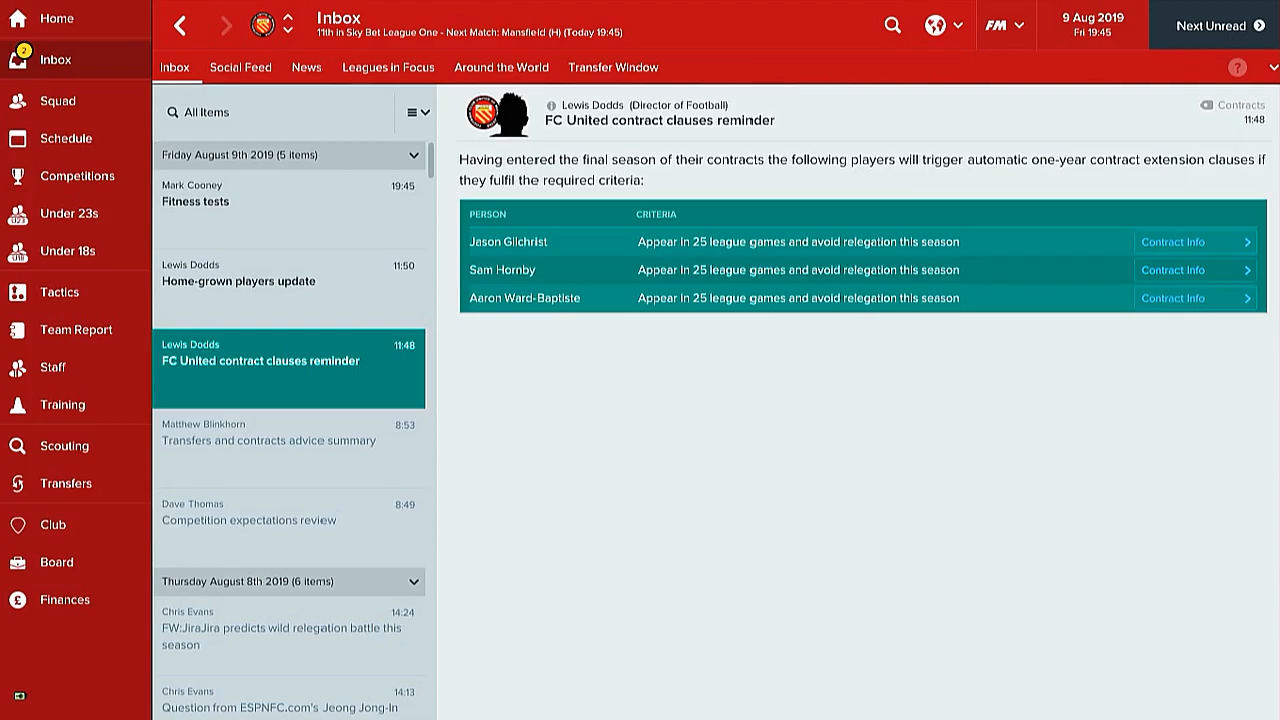 Home
2
Inbox
Squad
Schedule
Competitions
Under 23s
Under 18s
Tactics
Team Report
Staff
Training
Scouting
Transfers
Club
Board
Finances
Inbox
11th in Sky Bet League One - Next Match: Mansfield (H) (Today 19:45)
FM
9 Aug 2019
Fri 19:45
Next Unread
Inbox
Social Feed
News
Leagues in Focus
Around the World
Transfer Window
?
All Items
Friday August 9th 2019 (5 items)
Mark Cooney 19:45
Fitness tests
Lewis Dodds 11:50
Home-grown players update
Lewis Dodds 11:48
FC United contract clauses reminder
Matthew Blinkhorn 8:53
Transfers and contracts advice summary
Dave Thomas 8:49
Competition expectations review
Thursday August 8th 2019 (6 items)
Chris Evans 14:24
FW:JiraJira predicts wild relegation battle this
season
Chris Evans 14:13
Question from ESPNFC.com's Jeong Jong-In
Lewis Dodds (Director of Football)
FC United contract clauses reminder
Contracts
11:48
Having entered the final season of their contracts the following players will trigger automatic one-year contract extension clauses if
they fulfil the required criteria:
PERSON CRITERIA
Jason Gilchrist Appear in 25 league games and avoid relegation this season Contract Info
Sam Hornby Appear in 25 league games and avoid relegation this season Contract Info
Aaron Ward-Baptiste Appear in 25 league games and avoid relegation this season Contract Info